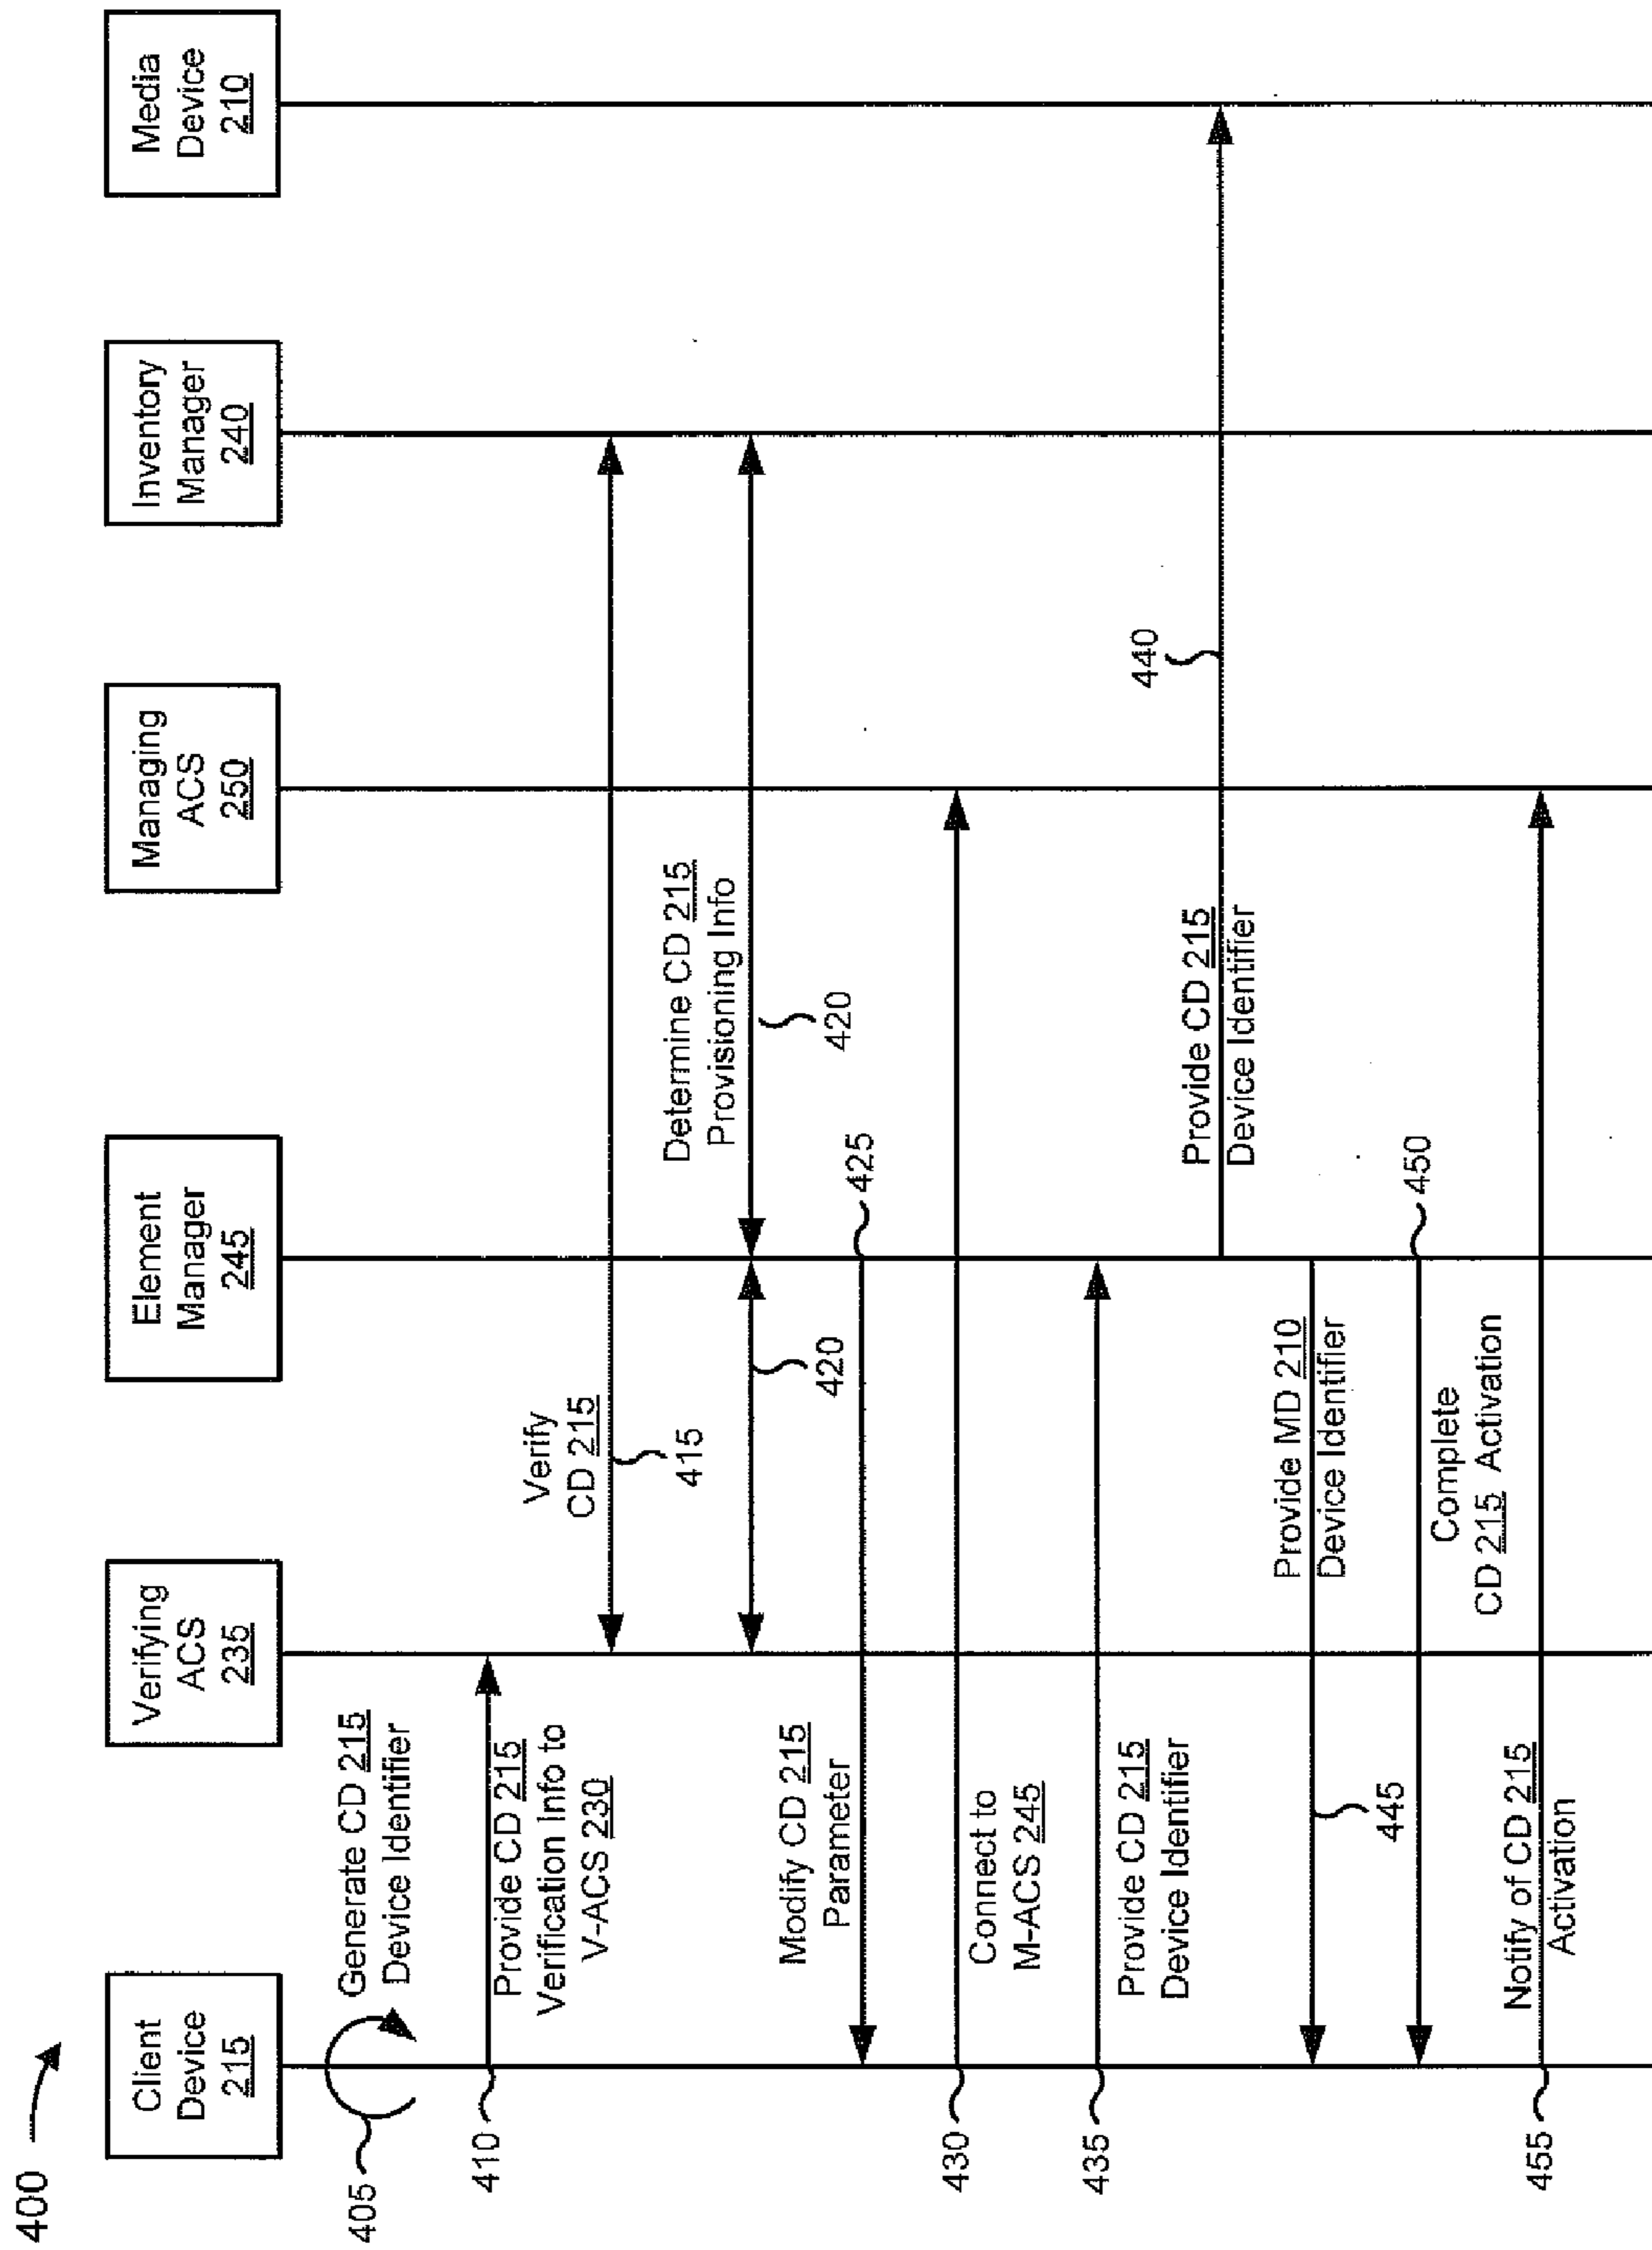 400
Client
Device
215
Verifying
ACS
235
Element
Manager
245
Managing
ACS
250
Inventory
Manager
240
Media
Device
210
405
Generate CD 215
Device Identifier
410
Provide CD 215
Verification Info to
V-ACS 230
Verify
CD 215
415
Determine CD 215
Provisioning Info
420
420
Modify CD 215
Parameter
425
430
Connect to
M-ACS 245
435
Provide CD 215
Device Identifier
Provide CD 215
Device Identifier
440
Provide MD 210
Device Identifier
445
450
Complete
CD 215 Activation
455
Notify of CD 215
Activation